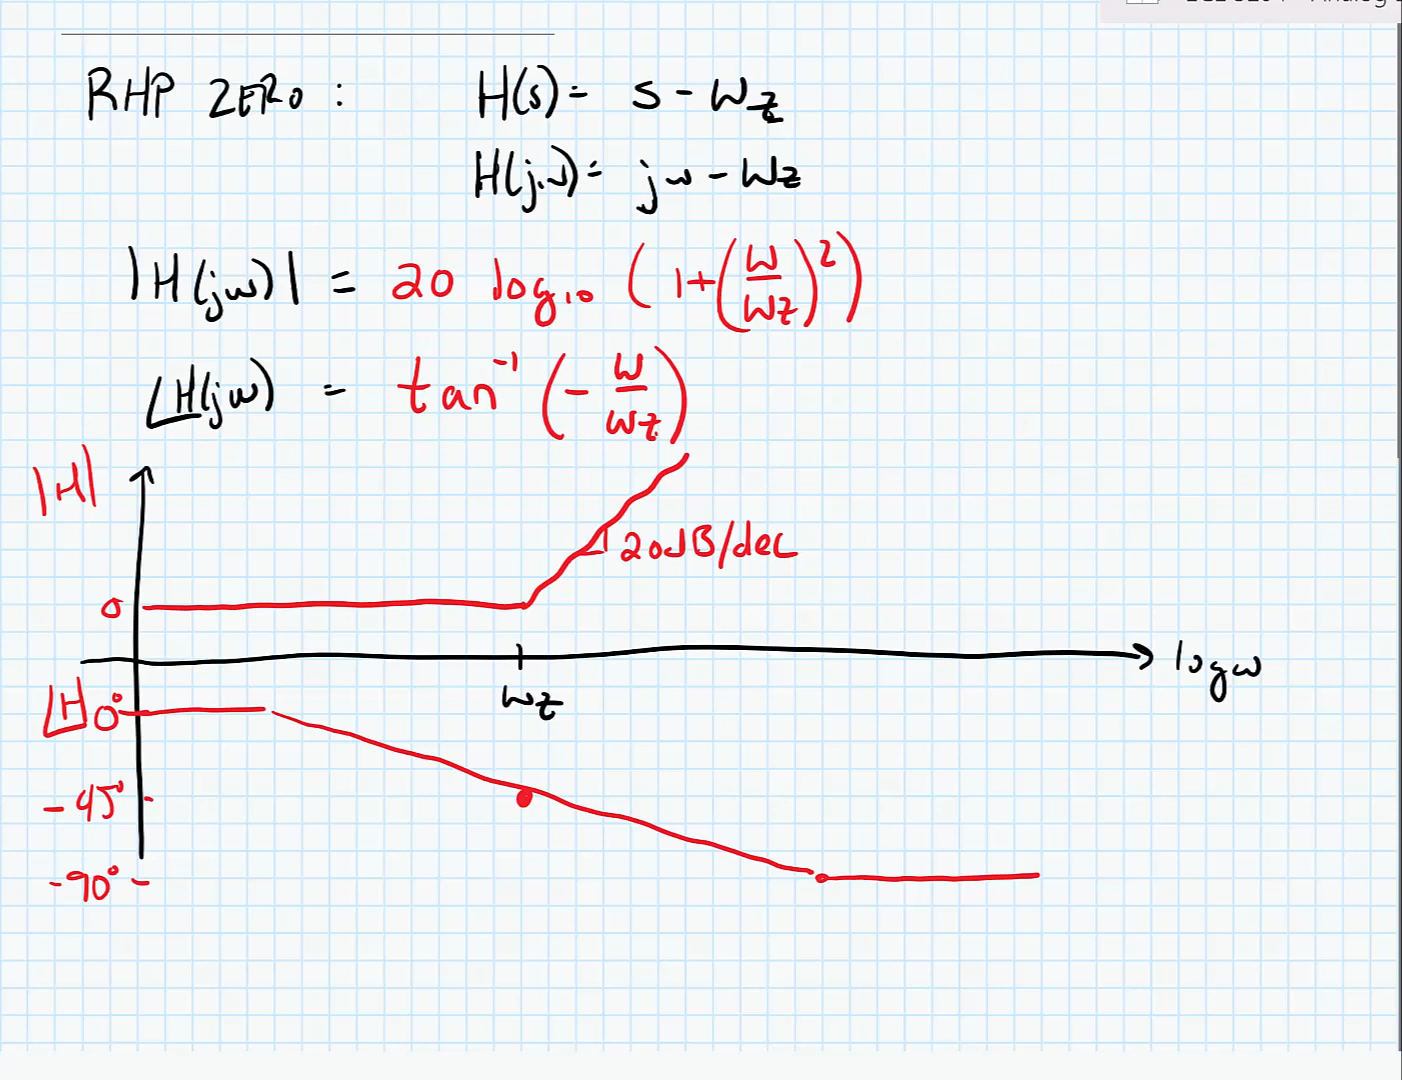 RHP ZERO : H(s) = s - ωz
H(jω) = jω - ωz
|H(jω)| = 20 log₁₀ (1+(ω/ωz)²)
∠H(jω) = tan⁻¹ (-ω/ωz)
|H|
20dB/dec
0
log ω
ωz
∠H 0°
-45°
-90°